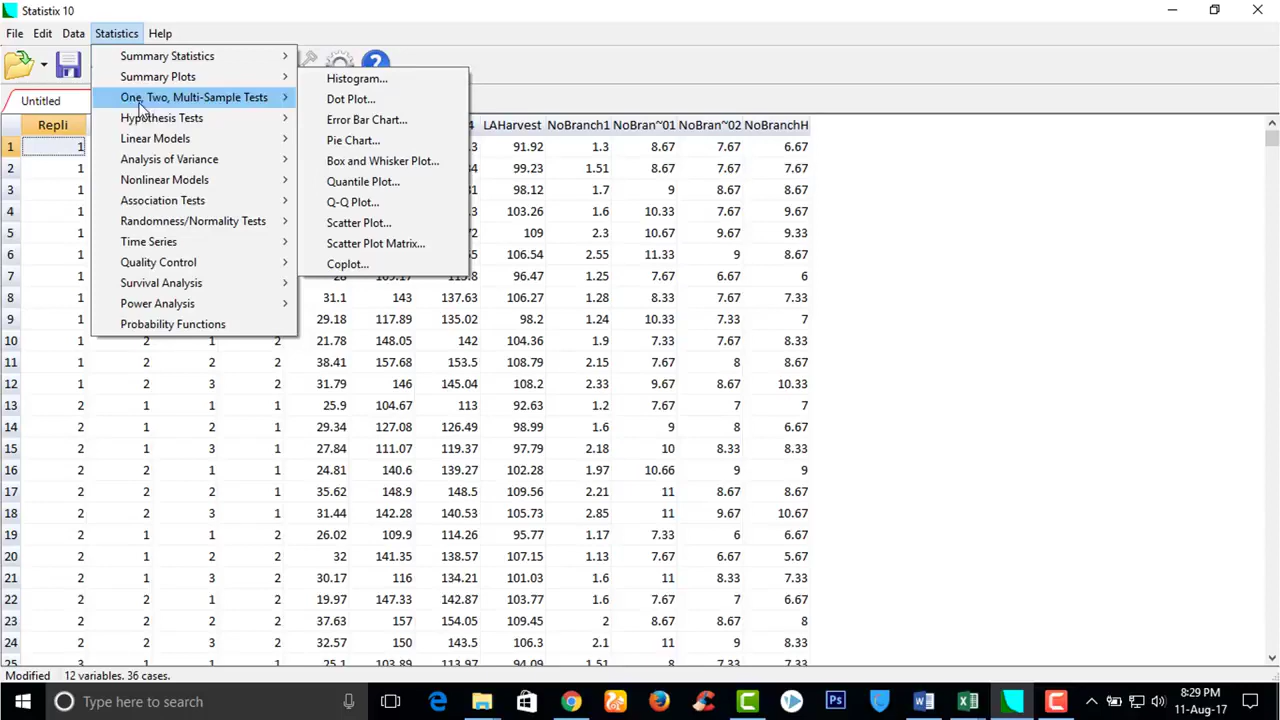 Statistix 10
File Edit Data Statistics Help
Untitled
Summary Statistics
Summary Plots
One, Two, Multi-Sample Tests
Hypothesis Tests
Linear Models
Analysis of Variance
Nonlinear Models
Association Tests
Randomness/Normality Tests
Time Series
Quality Control
Survival Analysis
Power Analysis
Probability Functions
Histogram...
Dot Plot...
Error Bar Chart...
Pie Chart...
Box and Whisker Plot...
Quantile Plot...
Q-Q Plot...
Scatter Plot...
Scatter Plot Matrix...
Coplot...
Repli 4 LAHarvest NoBranch1 NoBran~01 NoBran~02 NoBranchH
1 1 .3 91.92 1.3 8.67 7.67 6.67
2 1 99.23 1.51 8.67 7.67 7.67
3 1 98.12 1.7 9 8.67 8.67
4 1 103.26 1.6 10.33 7.67 9.67
5 1 109 2.3 10.67 9.67 9.33
6 1 106.54 2.55 11.33 9 8.67
7 1 96.47 1.25 7.67 6.67 6
8 1 31.1 143 137.63 106.27 1.28 8.33 7.67 7.33
9 1 29.18 117.89 135.02 98.2 1.24 10.33 7.33 7
10 1 2 1 2 21.78 148.05 142 104.36 1.9 7.33 7.67 8.33
11 1 2 2 2 38.41 157.68 153.5 108.79 2.15 7.67 8 8.67
12 1 2 3 2 31.79 146 145.04 108.2 2.33 9.67 8.67 10.33
13 2 1 1 1 25.9 104.67 113 92.63 1.2 7.67 7 7
14 2 1 2 1 29.34 127.08 126.49 98.99 1.6 9 8 8.67
15 2 1 3 1 27.84 111.07 119.37 97.79 2.18 10 8.33 8.33
16 2 2 1 1 24.81 140.6 139.27 102.28 1.97 10.66 9 9
17 2 2 2 1 35.62 148.9 148.5 109.56 2.21 11 8.67 8.67
18 2 2 3 1 31.44 142.28 140.53 105.73 2.85 11 9.67 10.67
19 2 1 1 2 26.02 109.9 114.26 95.77 1.17 7.33 6 6.67
20 2 1 2 2 32 141.35 138.57 107.15 1.13 7.67 6.67 5.67
21 2 1 3 2 30.17 116 134.21 101.03 1.6 11 8.33 7.33
22 2 2 1 2 19.97 147.33 142.87 103.77 1.6 7.67 7 6.67
23 2 2 2 2 37.63 157 154.05 109.45 2 8.67 8.67 8
24 2 2 3 2 32.57 150 143.5 106.3 2.1 11 9 8.33
25 3 1 1 1 25.1 103.89 113.97 94.09 1.51 8 7.33 7.33
Modified 12 variables. 36 cases.
Type here to search
8:29 PM
11-Aug-17